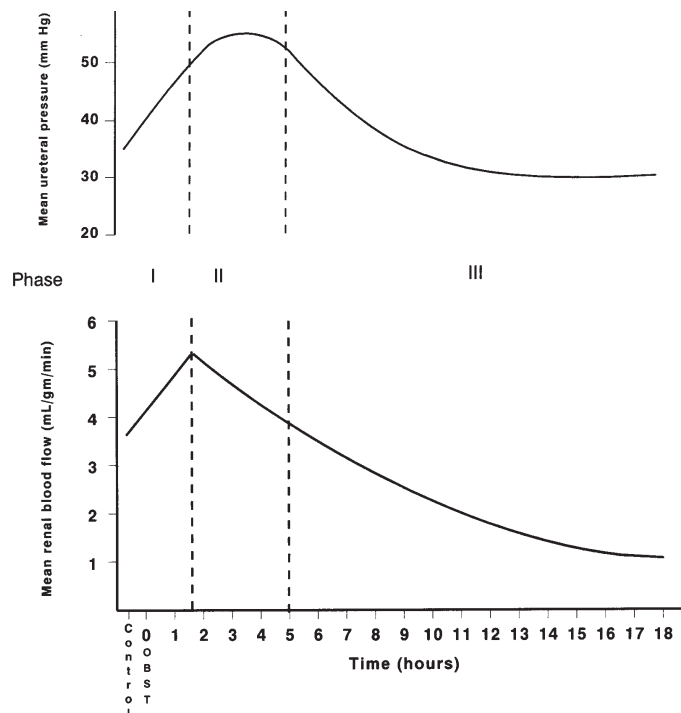 Mean ureteral pressure (mm Hg)
50
40
30
20
Phase
I
II
III
Mean renal blood flow (mL/gm/min)
6
5
4
3
2
1
Control
0 1 2 3 4 5 6 7 8 9 10 11 12 13 14 15 16 17 18
OBST
Time (hours)